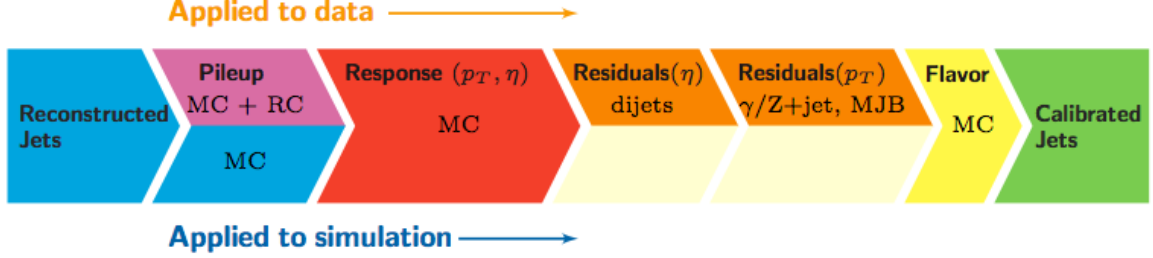 Applied to data
Reconstructed
Jets
Pileup
MC + RC
MC
Response (p_T, η)
MC
Residuals(η)
dijets
Residuals(p_T)
γ/Z+jet, MJB
Flavor
MC
Calibrated
Jets
Applied to simulation